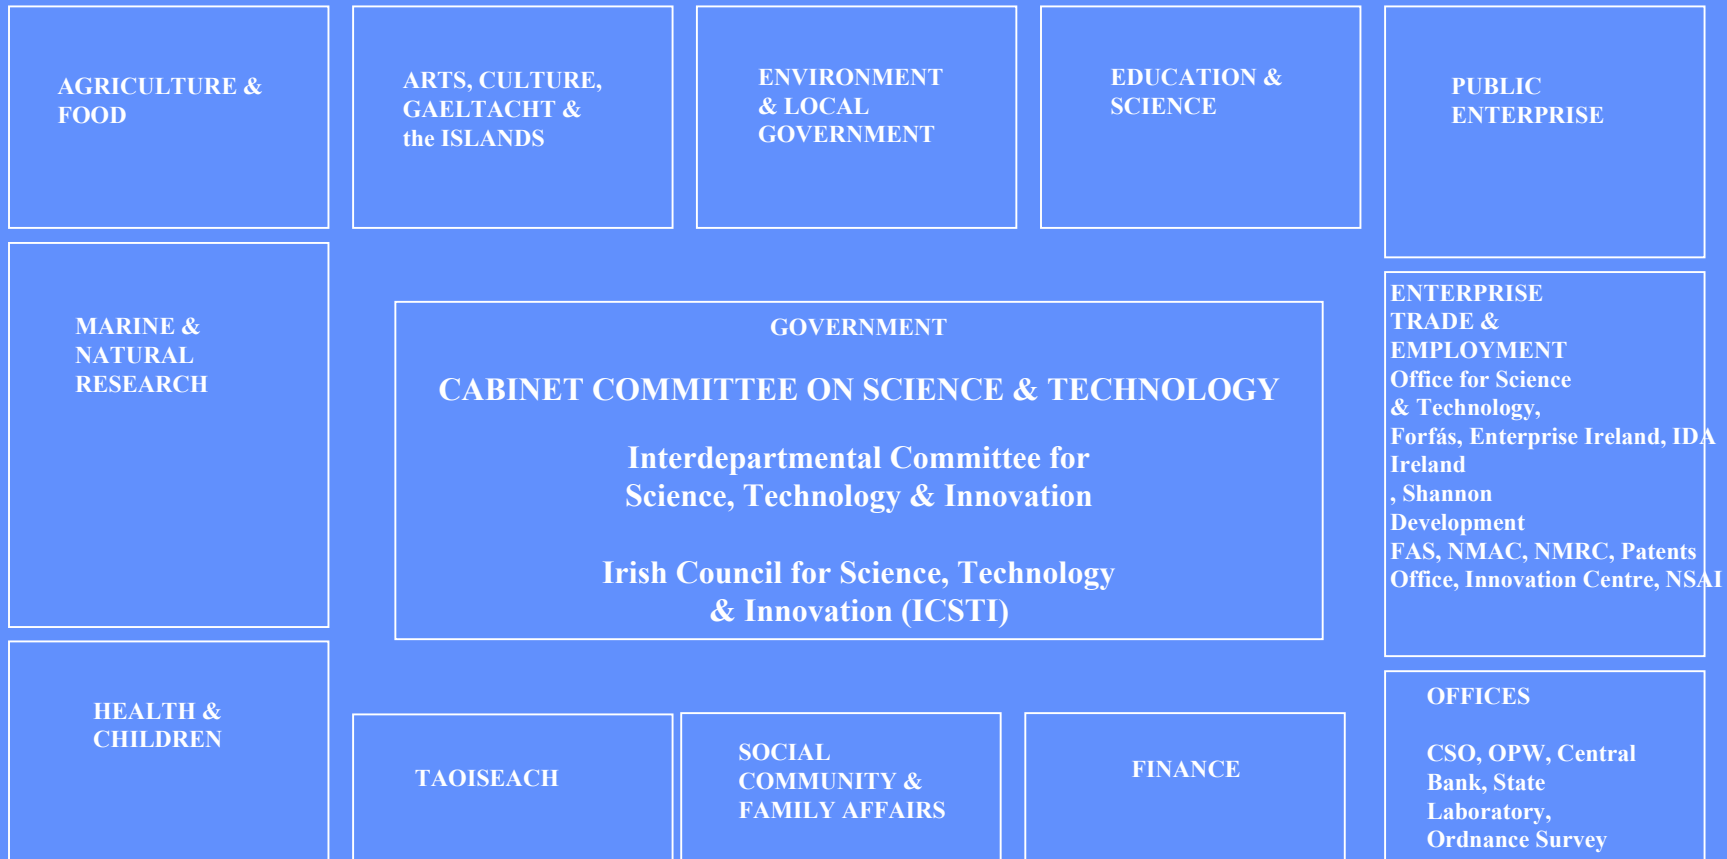 AGRICULTURE &
FOOD
ARTS, CULTURE,
GAELTACHT &
the ISLANDS
ENVIRONMENT
& LOCAL
GOVERNMENT
EDUCATION &
SCIENCE
PUBLIC
ENTERPRISE
MARINE &
NATURAL
RESEARCH
GOVERNMENT
CABINET COMMITTEE ON SCIENCE & TECHNOLOGY
Interdepartmental Committee for
Science, Technology & Innovation
Irish Council for Science, Technology
& Innovation (ICSTI)
ENTERPRISE
TRADE &
EMPLOYMENT
Office for Science
& Technology,
Forfás, Enterprise Ireland, IDA
Ireland
, Shannon
Development
FAS, NMAC, NMRC, Patents
Office, Innovation Centre, NSAI
HEALTH &
CHILDREN
TAOISEACH
SOCIAL
COMMUNITY &
FAMILY AFFAIRS
FINANCE
OFFICES
CSO, OPW, Central
Bank, State
Laboratory,
Ordnance Survey